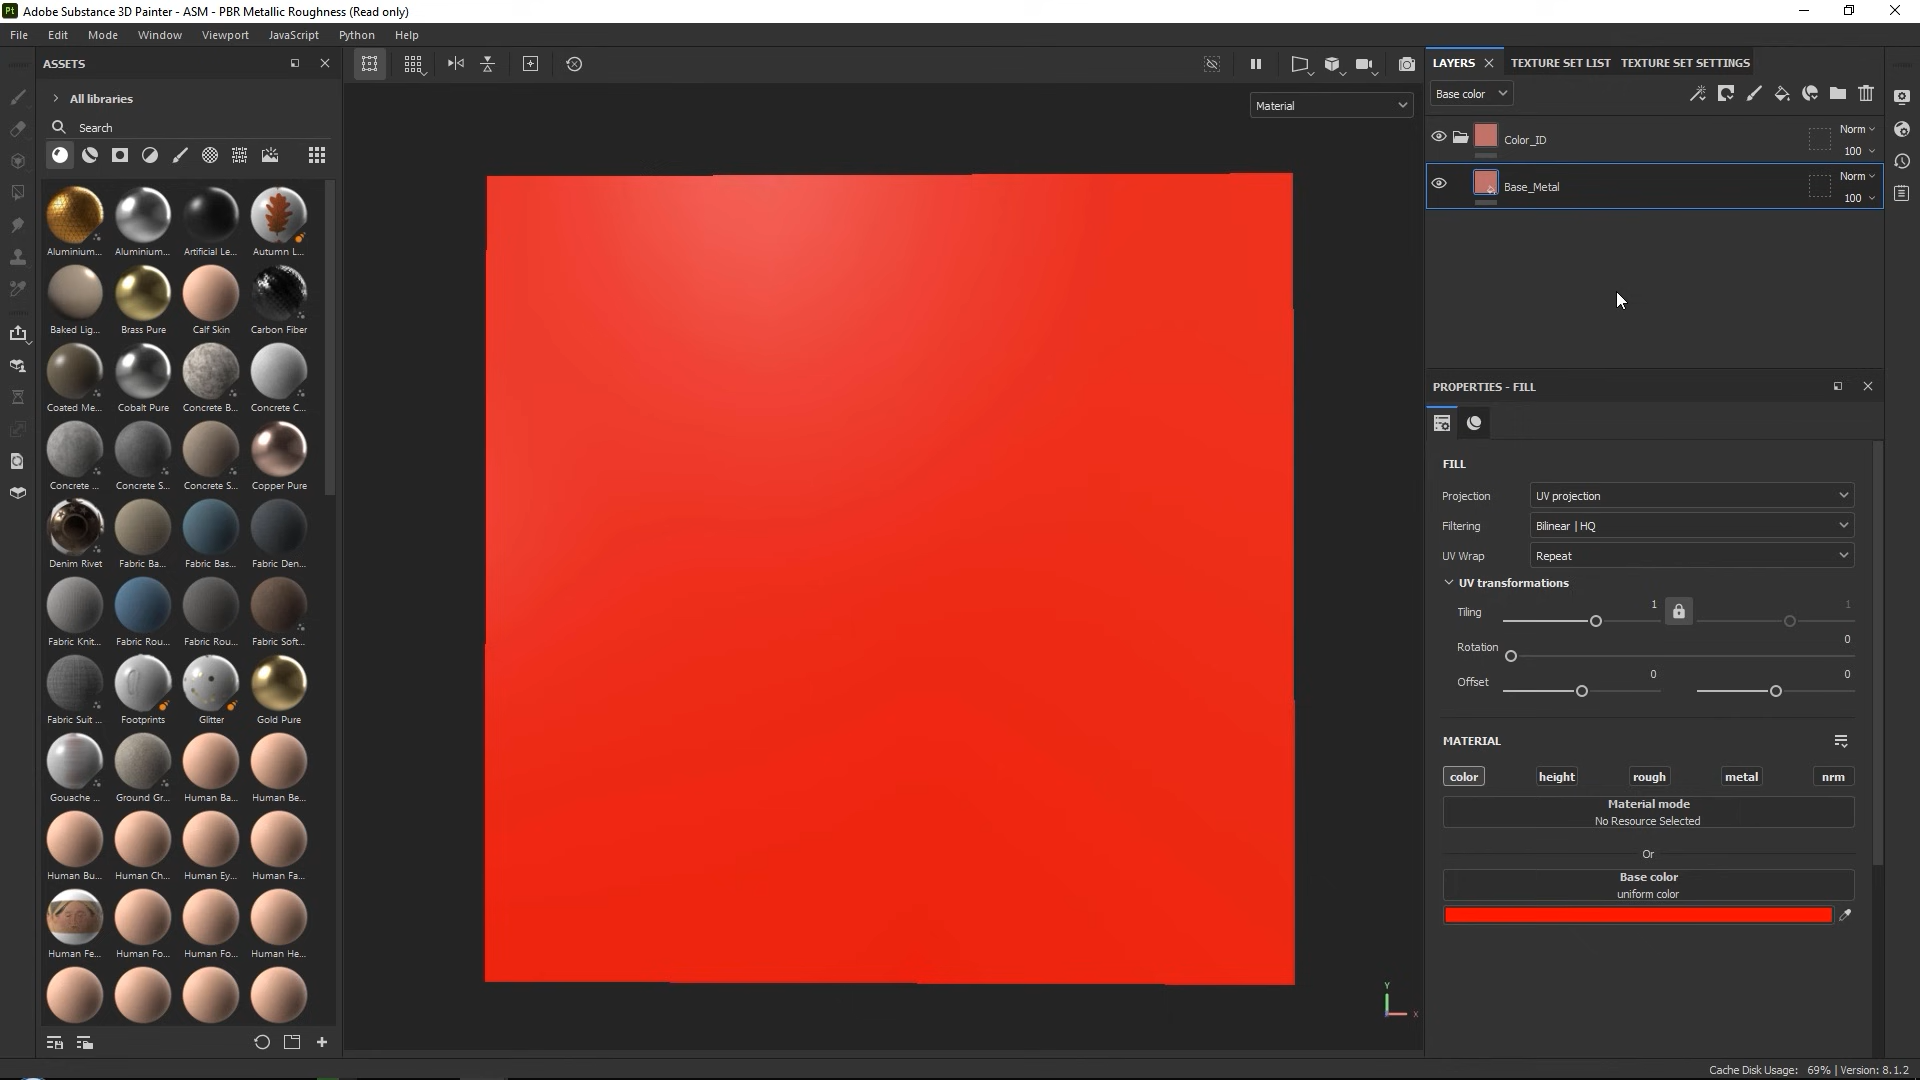 Pt Adobe Substance 3D Painter - ASM - PBR Metallic Roughness (Read only)
File Edit Mode Window Viewport JavaScript Python Help
ASSETS
All libraries
Search
Aluminium... Aluminium... Artificial Le... Autumn L...
Baked Lig... Brass Pure Calf Skin Carbon Fiber
Coated Me... Cobalt Pure Concrete B... Concrete C...
Concrete ... Concrete S... Concrete S... Copper Pure
Denim Rivet Fabric Ba... Fabric Bas... Fabric Den...
Fabric Knit... Fabric Rou... Fabric Rou... Fabric Soft...
Fabric Suit ... Footprints Glitter Gold Pure
Gouache ... Ground Gr... Human Ba... Human Be...
Human Bu... Human Ch... Human Ey... Human Fa...
Human Fe... Human Fo... Human Fo... Human He...
Material
Y
X
LAYERS TEXTURE SET LIST TEXTURE SET SETTINGS
Base color
Color_ID Norm
100
Base_Metal Norm
100
PROPERTIES - FILL
FILL
Projection UV projection
Filtering Bilinear | HQ
UV Wrap Repeat
UV transformations
Tiling 1 1
Rotation 0
Offset 0 0
MATERIAL
color height rough metal nrm
Material mode
No Resource Selected
Or
Base color
uniform color
Cache Disk Usage: 69% | Version: 8.1.2